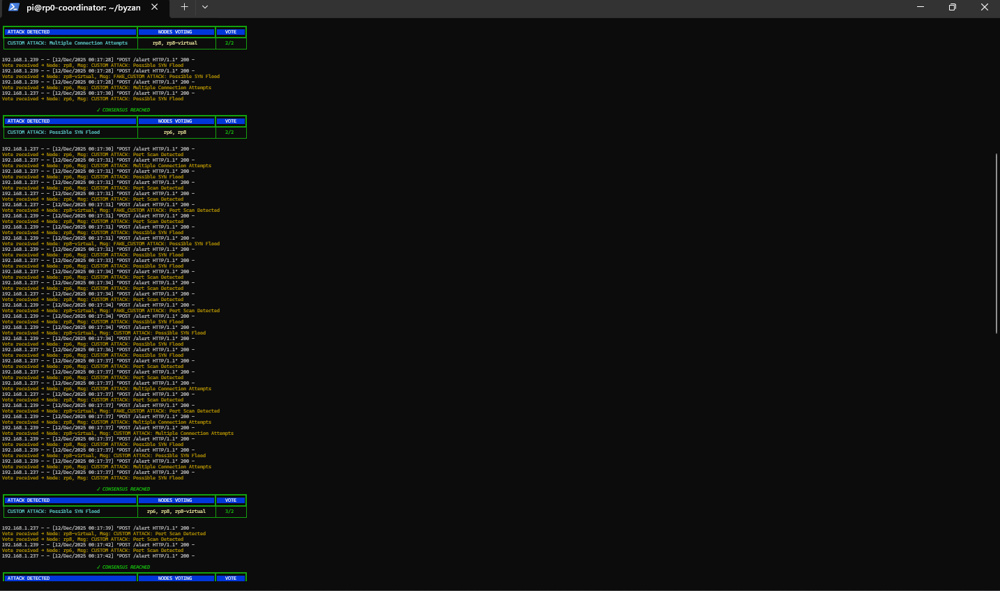 pi@rp0-coordinator: ~/byzan
ATTACK DETECTED NODES VOTING VOTE
CUSTOM ATTACK: Multiple Connection Attempts rp8, rp8-virtual 2/2
192.168.1.239 - - [12/Dec/2025 00:17:28] "POST /alert HTTP/1.1" 200 -
Vote received → Node: rp8, Msg: CUSTOM ATTACK: Possible SYN Flood
192.168.1.239 - - [12/Dec/2025 00:17:28] "POST /alert HTTP/1.1" 200 -
Vote received → Node: rp8-virtual, Msg: FAKE_CUSTOM ATTACK: Possible SYN Flood
192.168.1.239 - - [12/Dec/2025 00:17:28] "POST /alert HTTP/1.1" 200 -
Vote received → Node: rp6, Msg: CUSTOM ATTACK: Multiple Connection Attempts
192.168.1.237 - - [12/Dec/2025 00:17:30] "POST /alert HTTP/1.1" 200 -
Vote received → Node: rp6, Msg: CUSTOM ATTACK: Possible SYN Flood
✓ CONSENSUS REACHED
ATTACK DETECTED NODES VOTING VOTE
CUSTOM ATTACK: Possible SYN Flood rp6, rp8 2/2
192.168.1.237 - - [12/Dec/2025 00:17:30] "POST /alert HTTP/1.1" 200 -
Vote received → Node: rp6, Msg: CUSTOM ATTACK: Port Scan Detected
192.168.1.237 - - [12/Dec/2025 00:17:31] "POST /alert HTTP/1.1" 200 -
Vote received → Node: rp6, Msg: CUSTOM ATTACK: Multiple Connection Attempts
192.168.1.237 - - [12/Dec/2025 00:17:31] "POST /alert HTTP/1.1" 200 -
Vote received → Node: rp6, Msg: CUSTOM ATTACK: Possible SYN Flood
192.168.1.237 - - [12/Dec/2025 00:17:31] "POST /alert HTTP/1.1" 200 -
Vote received → Node: rp6, Msg: CUSTOM ATTACK: Port Scan Detected
192.168.1.237 - - [12/Dec/2025 00:17:31] "POST /alert HTTP/1.1" 200 -
Vote received → Node: rp6, Msg: CUSTOM ATTACK: Port Scan Detected
192.168.1.237 - - [12/Dec/2025 00:17:31] "POST /alert HTTP/1.1" 200 -
Vote received → Node: rp8-virtual, Msg: FAKE_CUSTOM ATTACK: Port Scan Detected
192.168.1.239 - - [12/Dec/2025 00:17:31] "POST /alert HTTP/1.1" 200 -
Vote received → Node: rp8, Msg: CUSTOM ATTACK: Port Scan Detected
192.168.1.239 - - [12/Dec/2025 00:17:31] "POST /alert HTTP/1.1" 200 -
Vote received → Node: rp8, Msg: CUSTOM ATTACK: Possible SYN Flood
192.168.1.239 - - [12/Dec/2025 00:17:31] "POST /alert HTTP/1.1" 200 -
Vote received → Node: rp8-virtual, Msg: FAKE_CUSTOM ATTACK: Possible SYN Flood
192.168.1.239 - - [12/Dec/2025 00:17:31] "POST /alert HTTP/1.1" 200 -
Vote received → Node: rp6, Msg: CUSTOM ATTACK: Possible SYN Flood
192.168.1.237 - - [12/Dec/2025 00:17:33] "POST /alert HTTP/1.1" 200 -
Vote received → Node: rp6, Msg: CUSTOM ATTACK: Possible SYN Flood
192.168.1.237 - - [12/Dec/2025 00:17:34] "POST /alert HTTP/1.1" 200 -
Vote received → Node: rp6, Msg: CUSTOM ATTACK: Port Scan Detected
192.168.1.237 - - [12/Dec/2025 00:17:34] "POST /alert HTTP/1.1" 200 -
Vote received → Node: rp6, Msg: CUSTOM ATTACK: Port Scan Detected
192.168.1.237 - - [12/Dec/2025 00:17:34] "POST /alert HTTP/1.1" 200 -
Vote received → Node: rp8, Msg: CUSTOM ATTACK: Port Scan Detected
192.168.1.239 - - [12/Dec/2025 00:17:34] "POST /alert HTTP/1.1" 200 -
Vote received → Node: rp8-virtual, Msg: FAKE_CUSTOM ATTACK: Port Scan Detected
192.168.1.239 - - [12/Dec/2025 00:17:34] "POST /alert HTTP/1.1" 200 -
Vote received → Node: rp8, Msg: CUSTOM ATTACK: Possible SYN Flood
192.168.1.239 - - [12/Dec/2025 00:17:34] "POST /alert HTTP/1.1" 200 -
Vote received → Node: rp8-virtual, Msg: CUSTOM ATTACK: Possible SYN Flood
192.168.1.239 - - [12/Dec/2025 00:17:34] "POST /alert HTTP/1.1" 200 -
Vote received → Node: rp6, Msg: CUSTOM ATTACK: Possible SYN Flood
192.168.1.237 - - [12/Dec/2025 00:17:36] "POST /alert HTTP/1.1" 200 -
Vote received → Node: rp6, Msg: CUSTOM ATTACK: Possible SYN Flood
192.168.1.237 - - [12/Dec/2025 00:17:37] "POST /alert HTTP/1.1" 200 -
Vote received → Node: rp6, Msg: CUSTOM ATTACK: Port Scan Detected
192.168.1.237 - - [12/Dec/2025 00:17:37] "POST /alert HTTP/1.1" 200 -
Vote received → Node: rp6, Msg: CUSTOM ATTACK: Port Scan Detected
192.168.1.237 - - [12/Dec/2025 00:17:37] "POST /alert HTTP/1.1" 200 -
Vote received → Node: rp6, Msg: CUSTOM ATTACK: Multiple Connection Attempts
192.168.1.237 - - [12/Dec/2025 00:17:37] "POST /alert HTTP/1.1" 200 -
Vote received → Node: rp8, Msg: CUSTOM ATTACK: Port Scan Detected
192.168.1.239 - - [12/Dec/2025 00:17:37] "POST /alert HTTP/1.1" 200 -
Vote received → Node: rp8-virtual, Msg: FAKE_CUSTOM ATTACK: Port Scan Detected
192.168.1.239 - - [12/Dec/2025 00:17:37] "POST /alert HTTP/1.1" 200 -
Vote received → Node: rp8, Msg: CUSTOM ATTACK: Multiple Connection Attempts
192.168.1.239 - - [12/Dec/2025 00:17:37] "POST /alert HTTP/1.1" 200 -
Vote received → Node: rp8-virtual, Msg: CUSTOM ATTACK: Multiple Connection Attempts
192.168.1.239 - - [12/Dec/2025 00:17:37] "POST /alert HTTP/1.1" 200 -
Vote received → Node: rp8, Msg: CUSTOM ATTACK: Possible SYN Flood
192.168.1.239 - - [12/Dec/2025 00:17:37] "POST /alert HTTP/1.1" 200 -
Vote received → Node: rp8-virtual, Msg: CUSTOM ATTACK: Possible SYN Flood
192.168.1.239 - - [12/Dec/2025 00:17:37] "POST /alert HTTP/1.1" 200 -
Vote received → Node: rp6, Msg: CUSTOM ATTACK: Multiple Connection Attempts
192.168.1.237 - - [12/Dec/2025 00:17:37] "POST /alert HTTP/1.1" 200 -
Vote received → Node: rp6, Msg: CUSTOM ATTACK: Possible SYN Flood
✓ CONSENSUS REACHED
ATTACK DETECTED NODES VOTING VOTE
CUSTOM ATTACK: Possible SYN Flood rp6, rp8, rp8-virtual 3/2
192.168.1.237 - - [12/Dec/2025 00:17:39] "POST /alert HTTP/1.1" 200 -
Vote received → Node: rp8-virtual, Msg: CUSTOM ATTACK: Port Scan Detected
Vote received → Node: rp8, Msg: CUSTOM ATTACK: Port Scan Detected
192.168.1.239 - - [12/Dec/2025 00:17:42] "POST /alert HTTP/1.1" 200 -
Vote received → Node: rp6, Msg: CUSTOM ATTACK: Port Scan Detected
192.168.1.237 - - [12/Dec/2025 00:17:42] "POST /alert HTTP/1.1" 200 -
✓ CONSENSUS REACHED
ATTACK DETECTED NODES VOTING VOTE